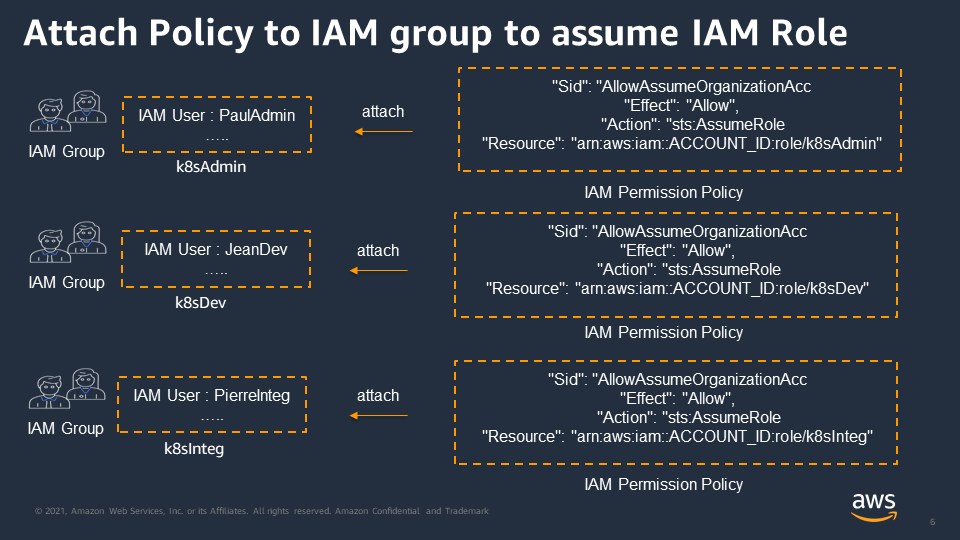 Attach Policy to IAM group to assume IAM Role
IAM Group
IAM User : PaulAdmin
.....
k8sAdmin
attach
"Sid": "AllowAssumeOrganizationAcc
"Effect": "Allow",
"Action": "sts:AssumeRole
"Resource": "arn:aws:iam::ACCOUNT_ID:role/k8sAdmin"
IAM Permission Policy
IAM Group
IAM User : JeanDev
.....
k8sDev
attach
"Sid": "AllowAssumeOrganizationAcc
"Effect": "Allow",
"Action": "sts:AssumeRole
"Resource": "arn:aws:iam::ACCOUNT_ID:role/k8sDev"
IAM Permission Policy
IAM Group
IAM User : PierreInteg
.....
k8sInteg
attach
"Sid": "AllowAssumeOrganizationAcc
"Effect": "Allow",
"Action": "sts:AssumeRole
"Resource": "arn:aws:iam::ACCOUNT_ID:role/k8sInteg"
IAM Permission Policy
© 2021, Amazon Web Services, Inc. or its Affiliates. All rights reserved. Amazon Confidential and Trademark
aws
6